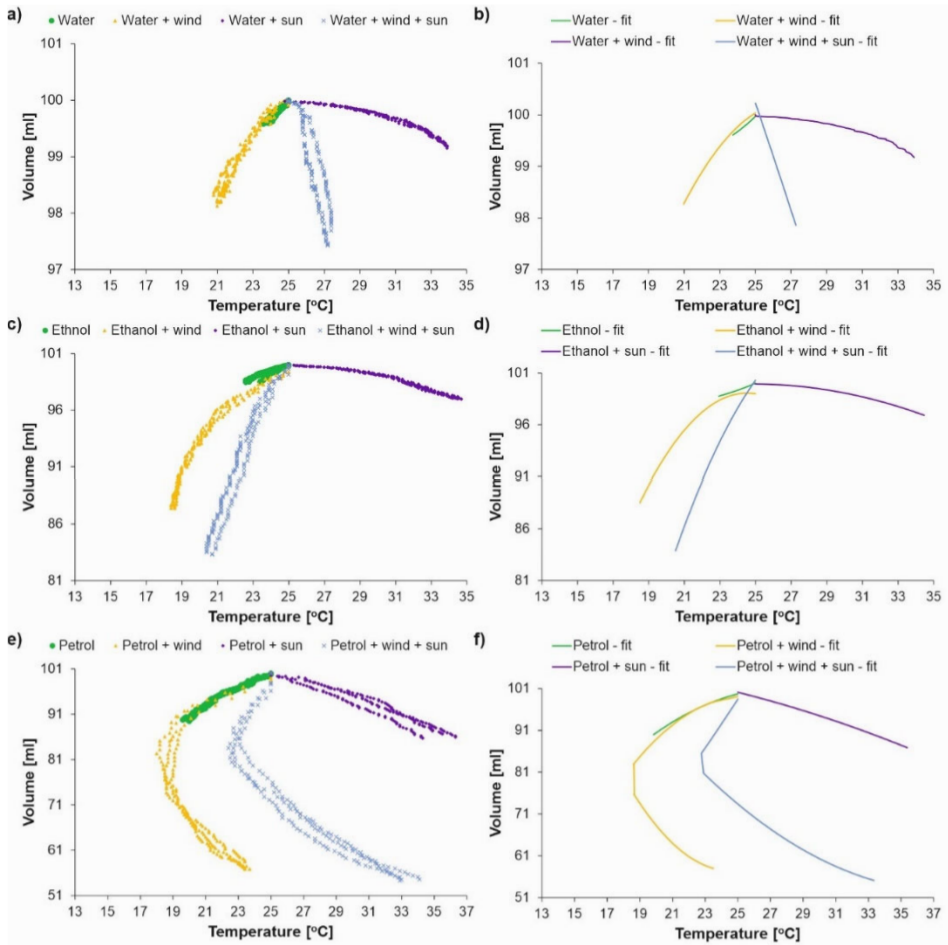 a)
Water Water + wind Water + sun Water + wind + sun
101
100
99
98
97
Volume [ml]
13 15 17 19 21 23 25 27 29 31 33 35
Temperature [oC]
b)
Water - fit Water + wind - fit
Water + wind - fit Water + wind + sun - fit
101
100
99
98
97
Volume [ml]
13 15 17 19 21 23 25 27 29 31 33 35
Temperature [oC]
c)
Ethnol Ethanol + wind Ethanol + sun Ethanol + wind + sun
101
96
91
86
81
Volume [ml]
13 15 17 19 21 23 25 27 29 31 33 35
Temperature [oC]
d)
Ethnol - fit Ethanol + wind - fit
Ethanol + sun - fit Ethanol + wind + sun - fit
101
96
91
86
81
Volume [ml]
13 15 17 19 21 23 25 27 29 31 33 35
Temperature [oC]
e)
Petrol Petrol + wind Petrol + sun Petrol + wind + sun
101
91
81
71
61
51
Volume [ml]
13 15 17 19 21 23 25 27 29 31 33 35 37
Temperature [oC]
f)
Petrol - fit Petrol + wind - fit
Petrol + sun - fit Petrol + wind + sun - fit
101
91
81
71
61
51
Volume [ml]
13 15 17 19 21 23 25 27 29 31 33 35 37
Temperature [oC]